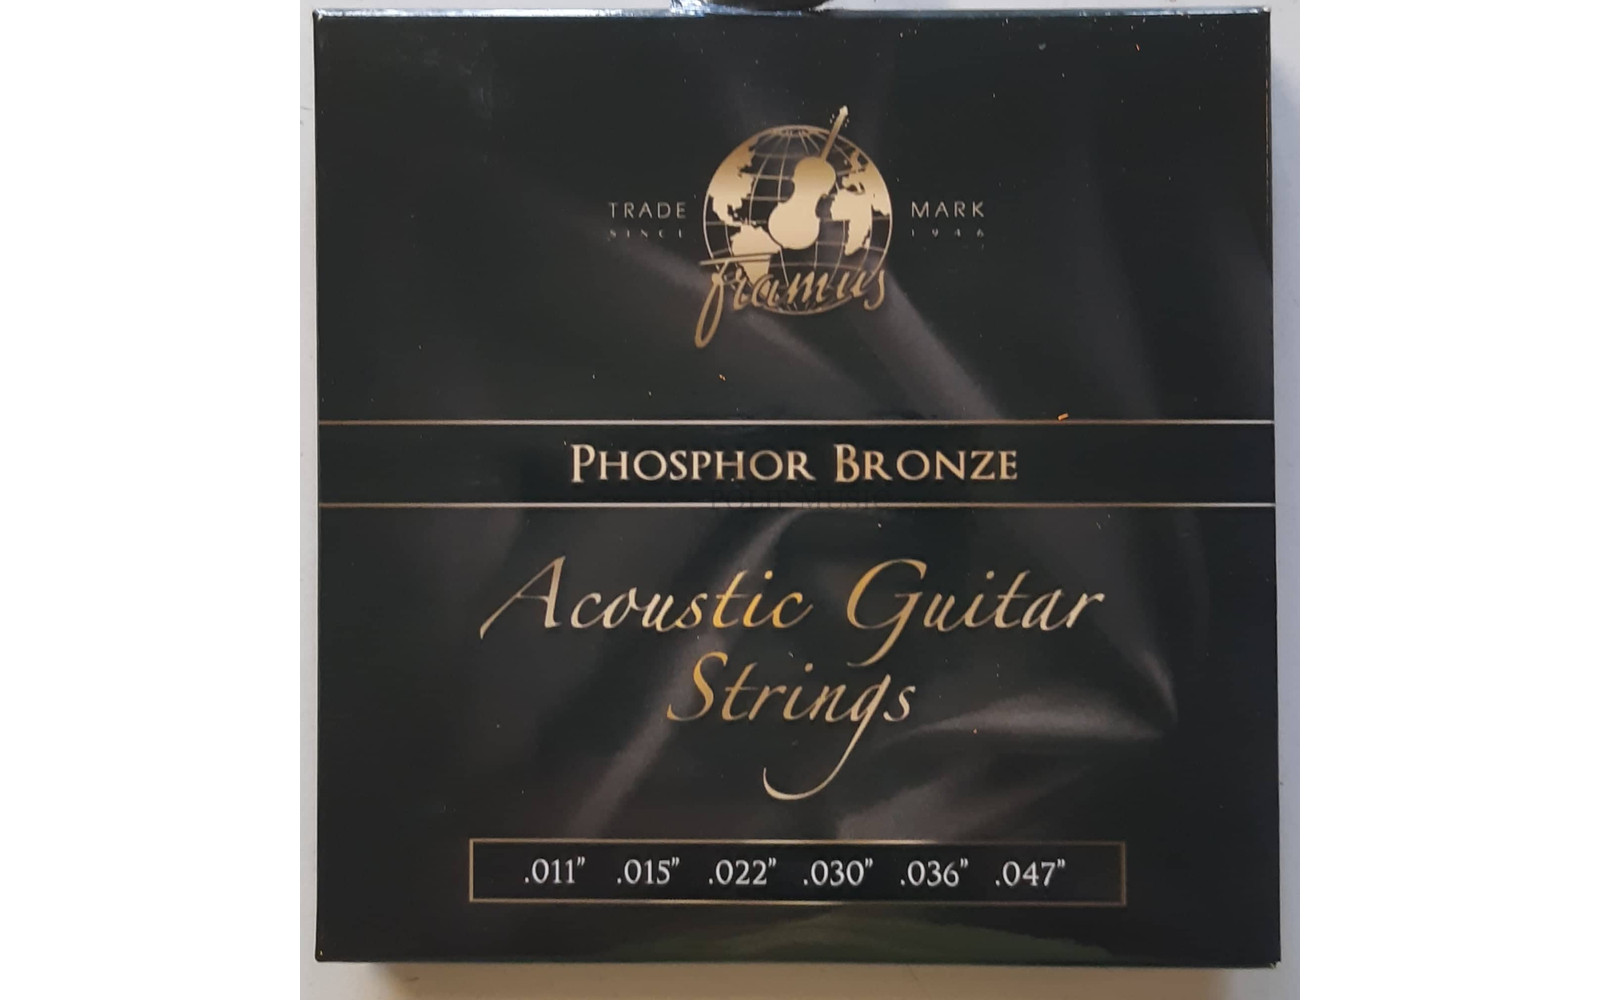 TRADE MARK
SINCE 1946
framus
PHOSPHOR BRONZE
Acoustic Guitar
Strings
.011” .015” .022” .030” .036” .047”